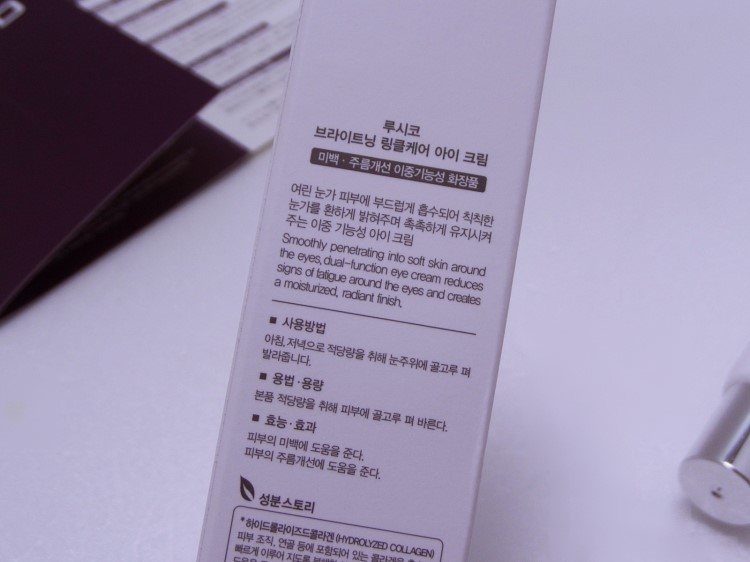 루시코
브라이트닝 링클케어 아이 크림
미백 · 주름개선 이중기능성 화장품
여린 눈가 피부에 부드럽게 흡수되어 칙칙한
눈가를 환하게 밝혀주며 촉촉하게 유지시켜
주는 이중 기능성 아이 크림
Smoothly penetrating into soft skin around
the eyes, dual-function eye cream reduces
signs of fatigue around the eyes and creates
a moisturized, radiant finish.
■ 사용방법
아침, 저녁으로 적당량을 취해 눈주위에 골고루 펴
발라줍니다.
■ 용법 · 용량
본품 적당량을 취해 피부에 골고루 펴 바른다.
■ 효능 · 효과
피부의 미백에 도움을 준다.
피부의 주름개선에 도움을 준다.
성분스토리
* 하이드롤라이즈드콜라겐 (HYDROLYZED COLLAGEN)
피부 조직, 연골 등에 포함되어 있는 콜라겐을